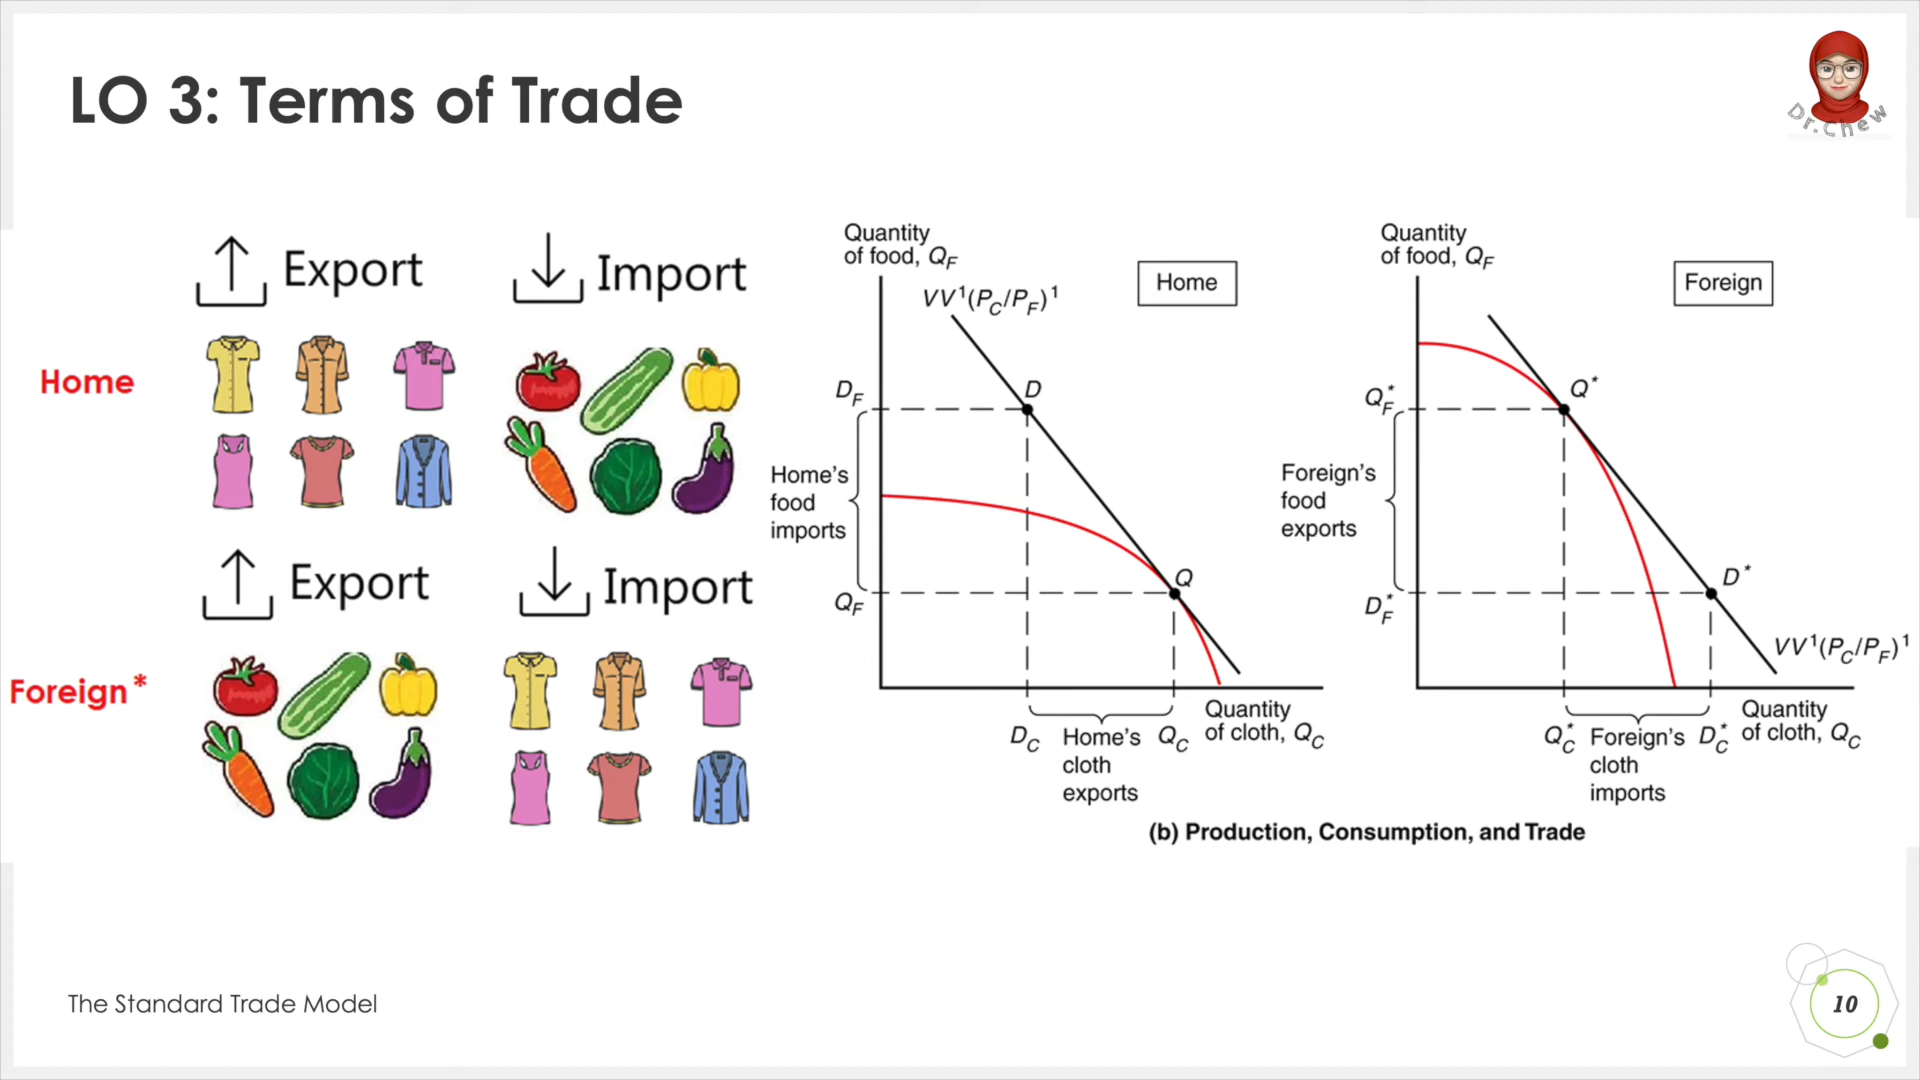 LO 3: Terms of Trade
Dr.Chew
Export
Import
Home
Export
Import
Foreign *
Quantity
of food, Q_F
Home
VV¹(P_C/P_F)¹
D_F
D
Home's
food
imports
Q
Q_F
D_C
Home's
cloth
exports
Q_C
Quantity
of cloth, Q_C
Quantity
of food, Q_F
Foreign
Q*_F
Q*
Foreign's
food
exports
D*
D*_F
VV¹(P_C/P_F)¹
Q*_C
Foreign's
cloth
imports
D*_C
Quantity
of cloth, Q_C
(b) Production, Consumption, and Trade
The Standard Trade Model
10